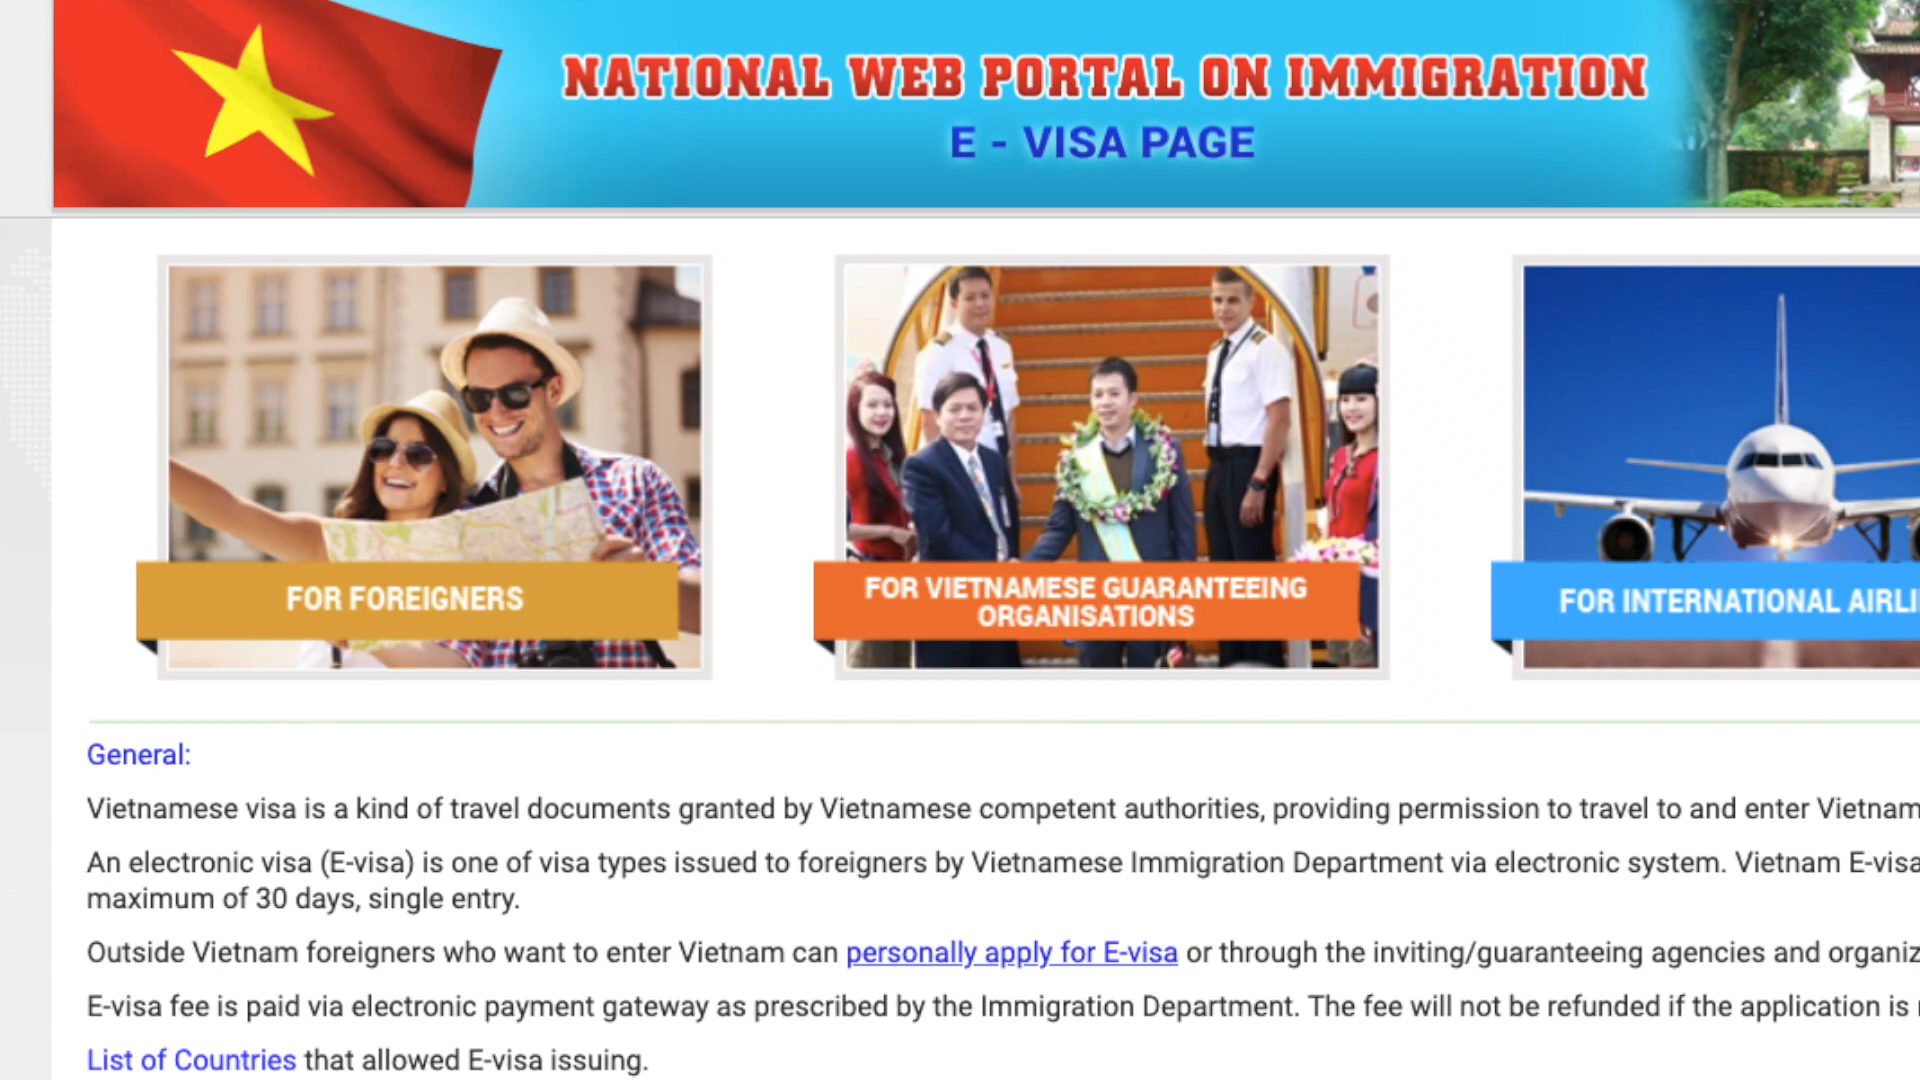 NATIONAL WEB PORTAL ON IMMIGRATION
E - VISA PAGE
FOR FOREIGNERS
FOR VIETNAMESE GUARANTEEING
ORGANISATIONS
FOR INTERNATIONAL
General:
Vietnamese visa is a kind of travel documents granted by Vietnamese competent authorities, providing permission to travel to and enter Vietnam
An electronic visa (E-visa) is one of visa types issued to foreigners by Vietnamese Immigration Department via electronic system. Vietnam E-visa
maximum of 30 days, single entry.
Outside Vietnam foreigners who want to enter Vietnam can personally apply for E-visa or through the inviting/guaranteeing agencies and
E-visa fee is paid via electronic payment gateway as prescribed by the Immigration Department. The fee will not be refunded if the application is
List of Countries that allowed E-visa issuing.